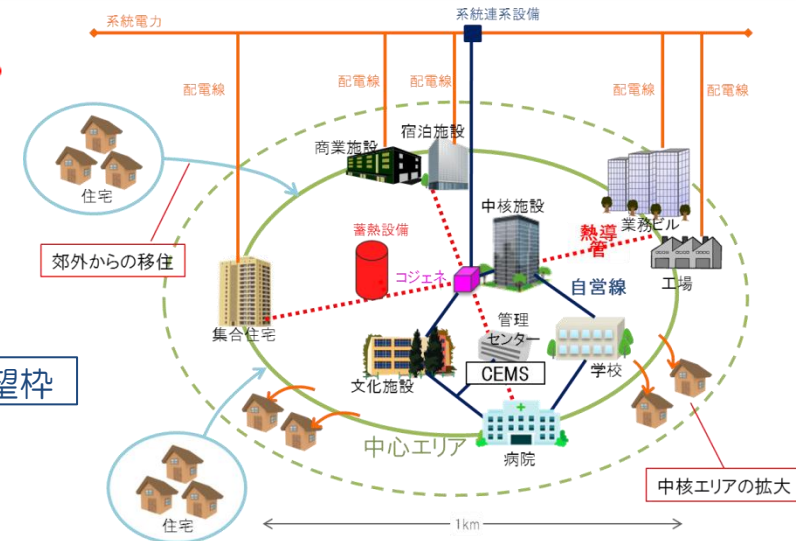 系統電力
系統連系設備
配電線
配電線
配電線
配電線
配電線
宿泊施設
商業施設
住宅
中核施設
業務ビル
蓄熱設備
熱導
管
郊外からの移住
コジェネ
自営線
工場
集合住宅
管理
センター
学校
CEMS
文化施設
望枠
中心エリア
病院
中核エリアの拡大
住宅
1km